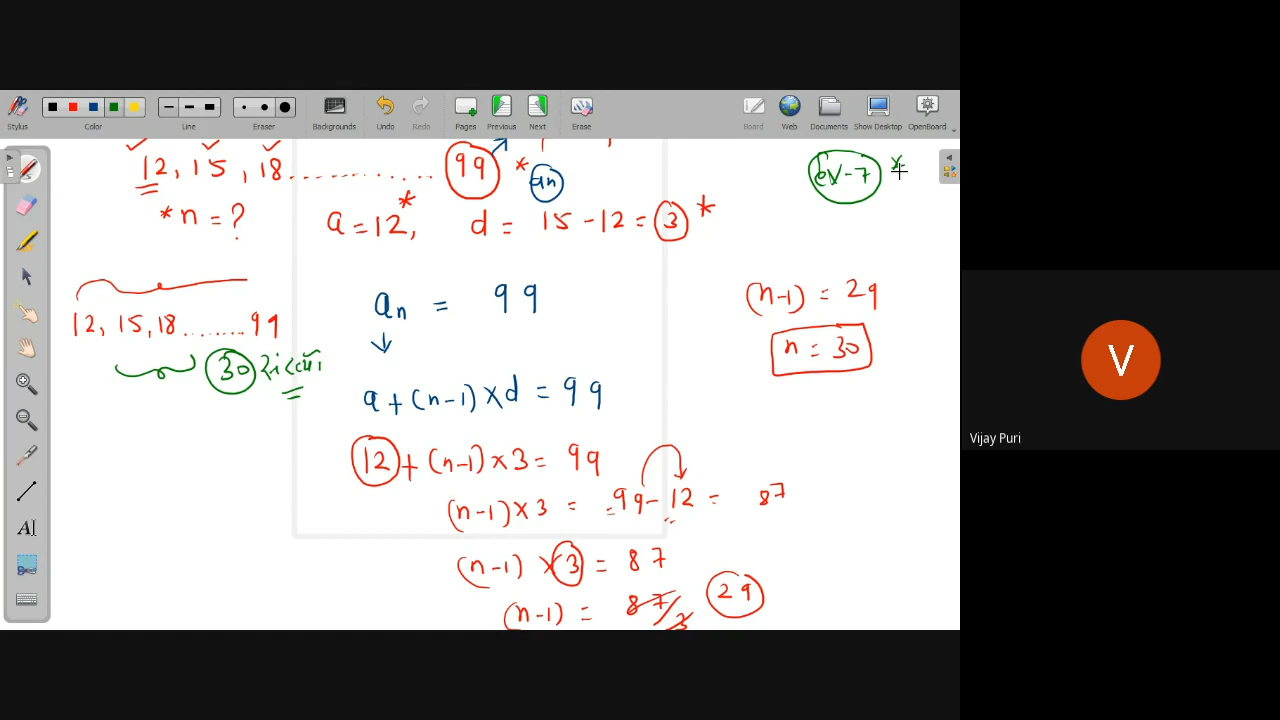 Stylus Color Line Eraser Backgrounds Undo Redo Pages Previous Next Erase Board Web Documents Show Desktop OpenBoard
12, 15, 18 .............. 99 *
an
ex-7 *
* n = ?
a = 12*, d = 15 - 12 = 3 *
an = 99
(n-1) = 29
12, 15, 18 ........ 99
n = 30
30
a + (n-1) × d = 99
12 + (n-1) × 3 = 99
(n-1) × 3 = 99 - 12 = 87
(n-1) × 3 = 87
(n-1) = 87/3 29
A
V
Vijay Puri